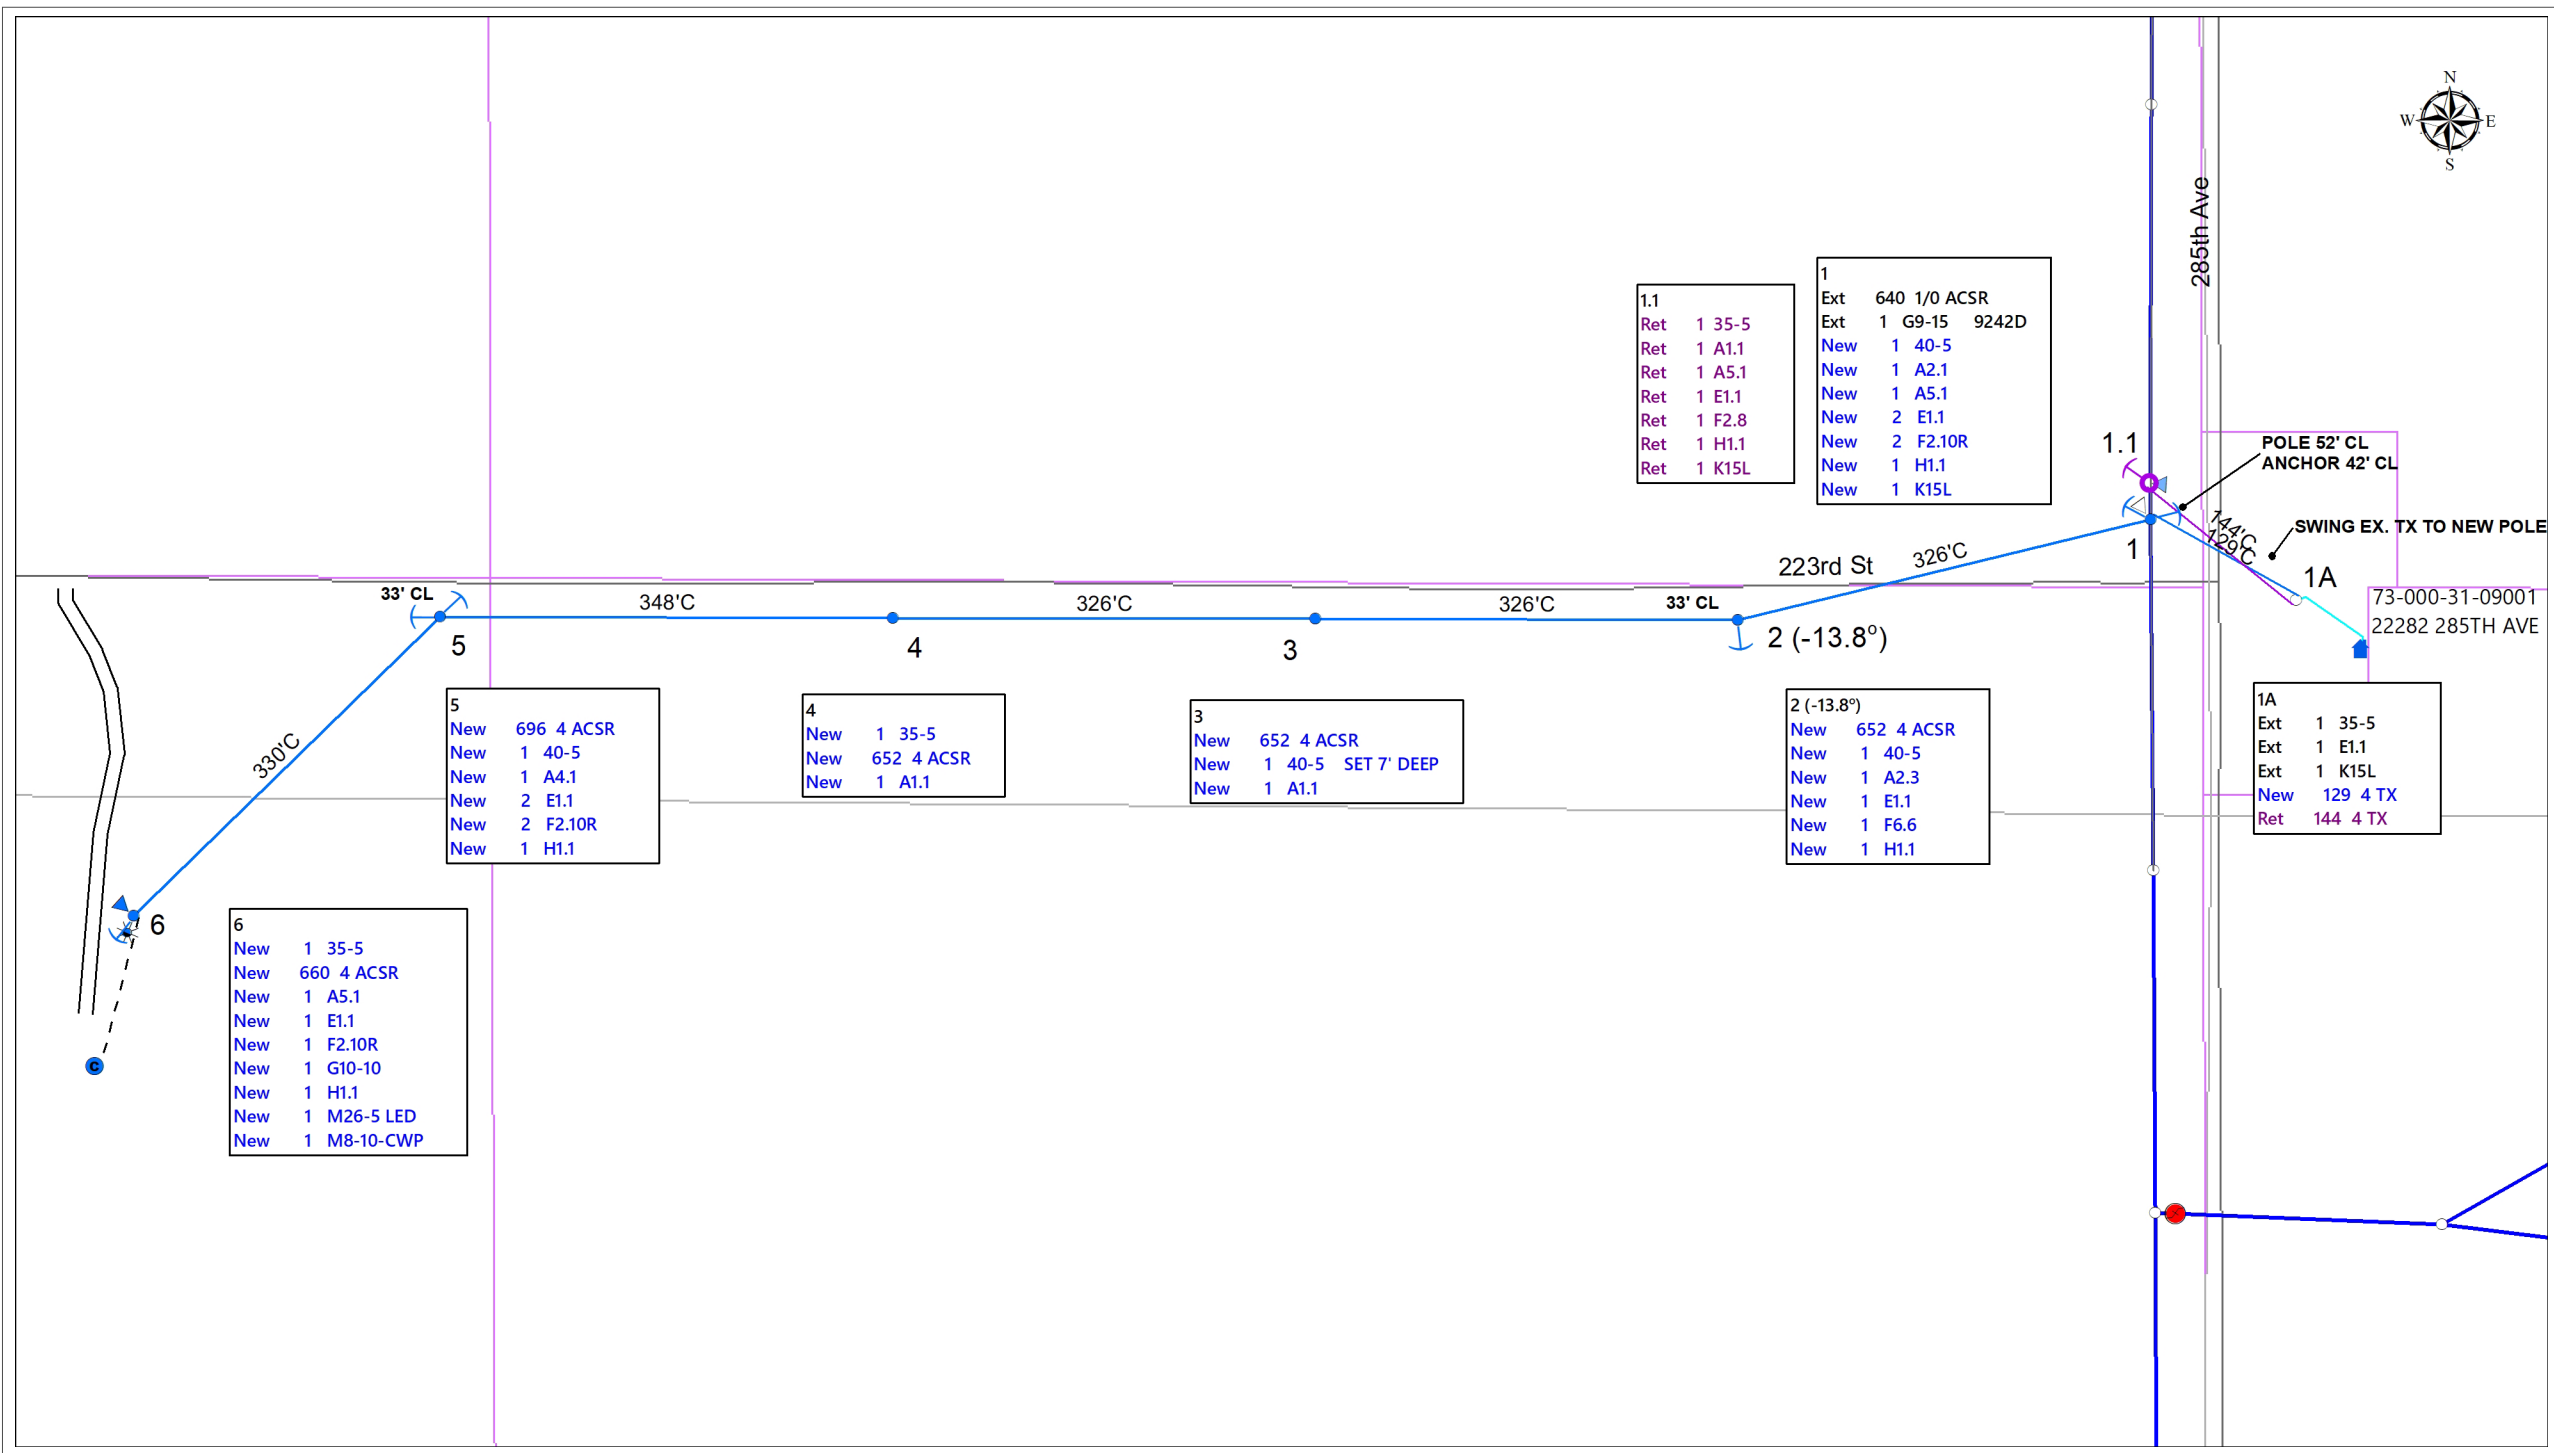 N
W E
S
285th Ave
1
Ext 640 1/0 ACSR
Ext 1 G9-15 9242D
New 1 40-5
New 1 A2.1
New 1 A5.1
New 2 E1.1
New 2 F2.10R
New 1 H1.1
New 1 K15L
1.1
Ret 1 35-5
Ret 1 A1.1
Ret 1 A5.1
Ret 1 E1.1
Ret 1 F2.8
Ret 1 H1.1
Ret 1 K15L
1.1
POLE 52' CL
ANCHOR 42' CL
144'C
129'C
SWING EX. TX TO NEW POLE
1
326'C
223rd St
1A
73-000-31-09001
22282 285TH AVE
33' CL
348'C
326'C
326'C
33' CL
5
4
3
2 (-13.8º)
330'C
5
New 696 4 ACSR
New 1 40-5
New 1 A4.1
New 2 E1.1
New 2 F2.10R
New 1 H1.1
4
New 1 35-5
New 652 4 ACSR
New 1 A1.1
3
New 652 4 ACSR
New 1 40-5 SET 7' DEEP
New 1 A1.1
2 (-13.8º)
New 652 4 ACSR
New 1 40-5
New 1 A2.3
New 1 E1.1
New 1 F6.6
New 1 H1.1
1A
Ext 1 35-5
Ext 1 E1.1
Ext 1 K15L
New 129 4 TX
Ret 144 4 TX
6
6
New 1 35-5
New 660 4 ACSR
New 1 A5.1
New 1 E1.1
New 1 F2.10R
New 1 G10-10
New 1 H1.1
New 1 M26-5 LED
New 1 M8-10-CWP
C